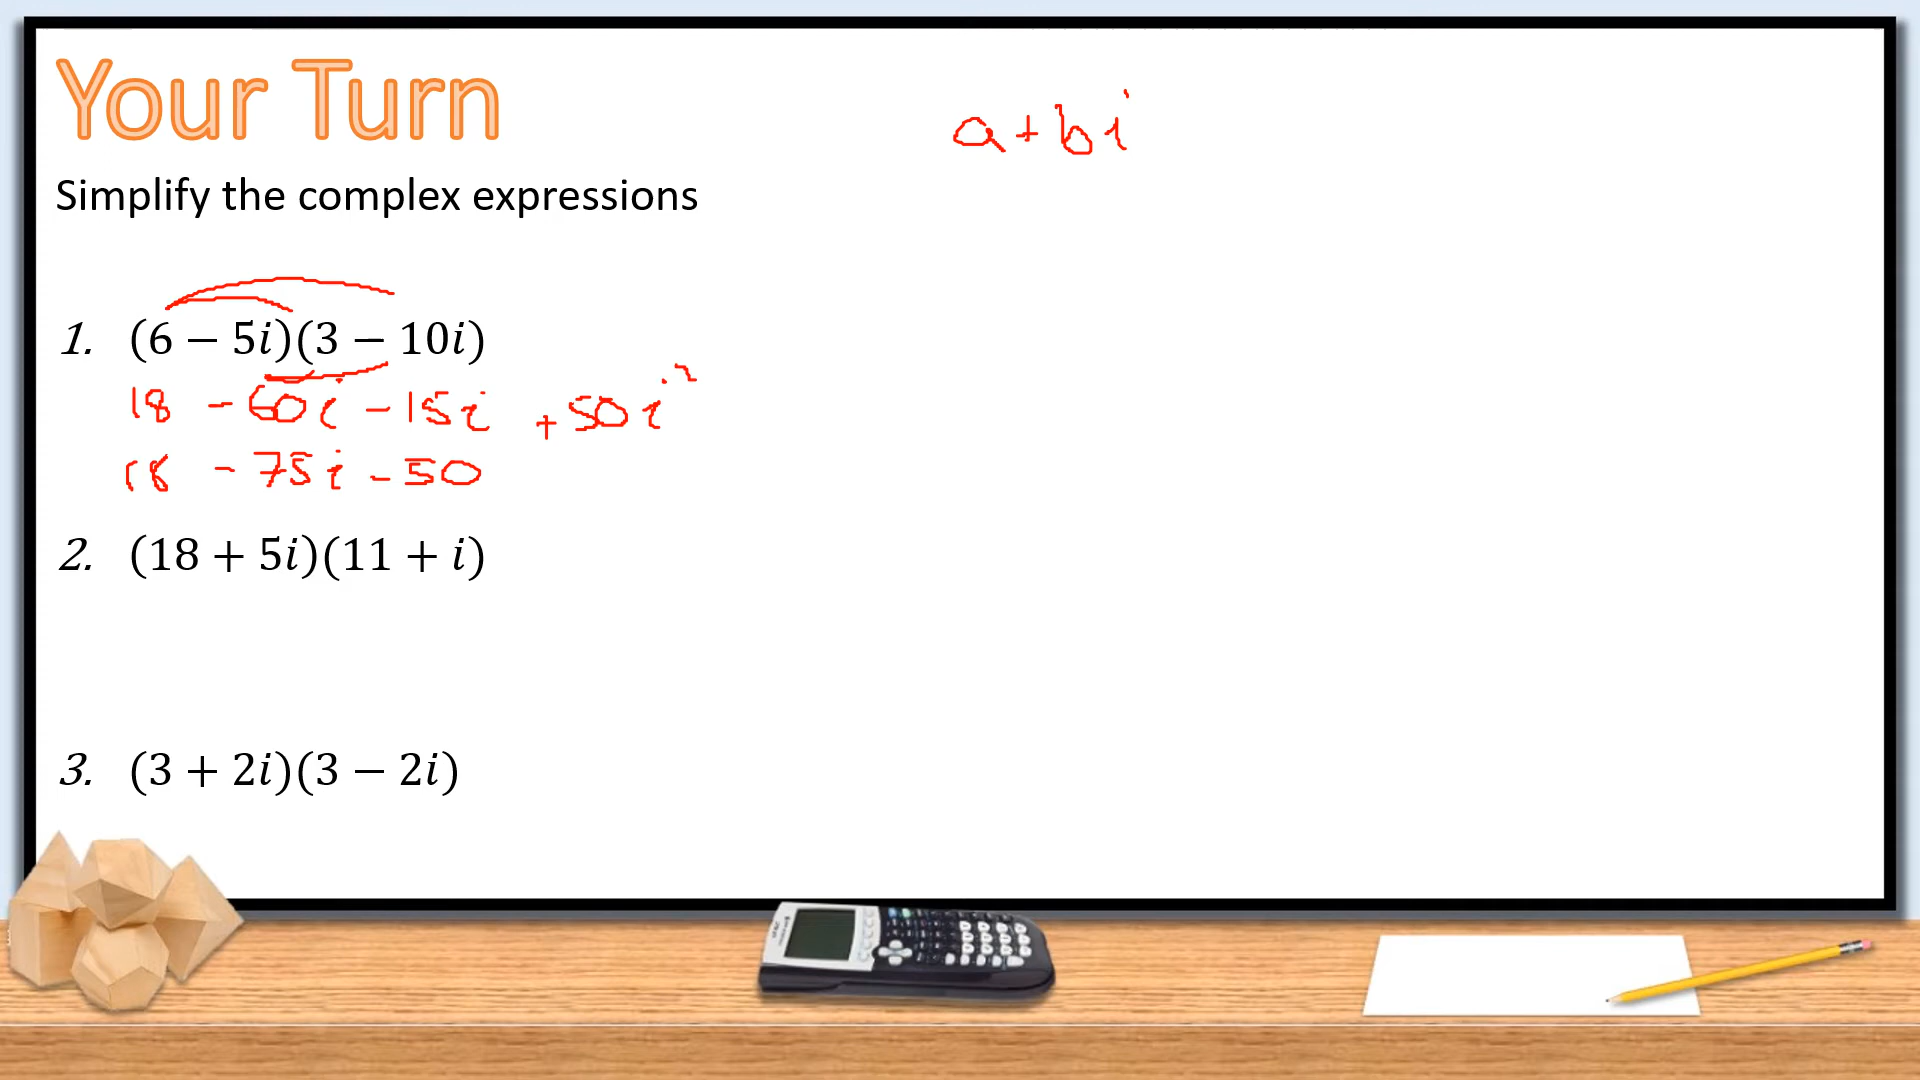 Your Turn
a + bi
Simplify the complex expressions
1. (6 − 5i)(3 − 10i)
18 - 60i - 15i + 50i²
18 - 75i - 50
2. (18 + 5i)(11 + i)
3. (3 + 2i)(3 − 2i)